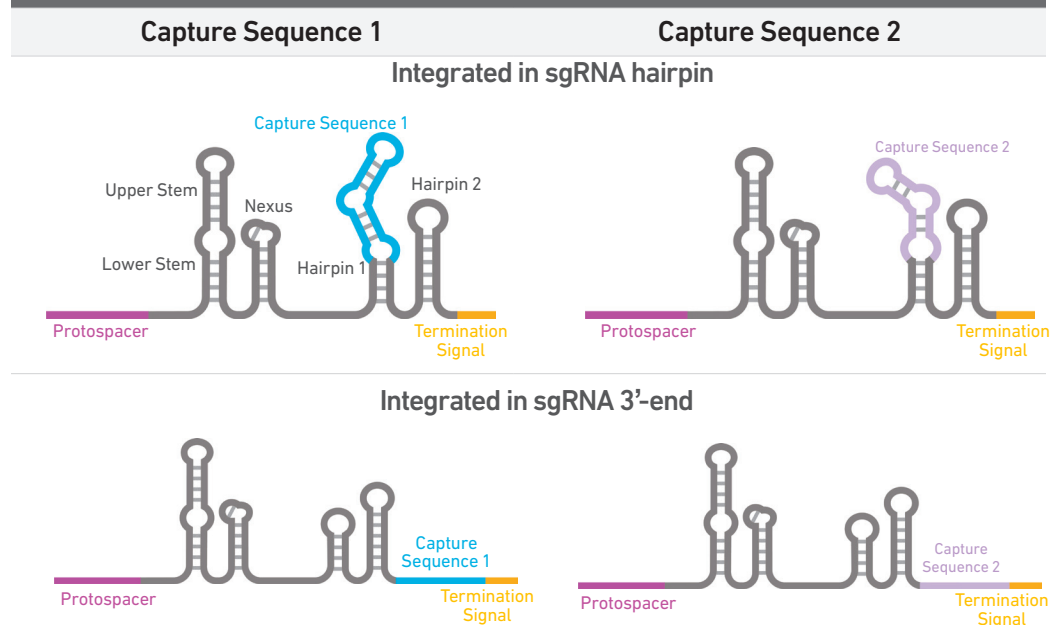 Capture Sequence 1
Capture Sequence 2
Integrated in sgRNA hairpin
Capture Sequence 1
Upper Stem
Nexus
Hairpin 2
Lower Stem
Hairpin 1
Protospacer
Termination
Signal
Capture Sequence 2
Protospacer
Termination
Signal
Integrated in sgRNA 3’-end
Capture
Sequence 1
Protospacer
Termination
Signal
Capture
Sequence 2
Protospacer
Termination
Signal